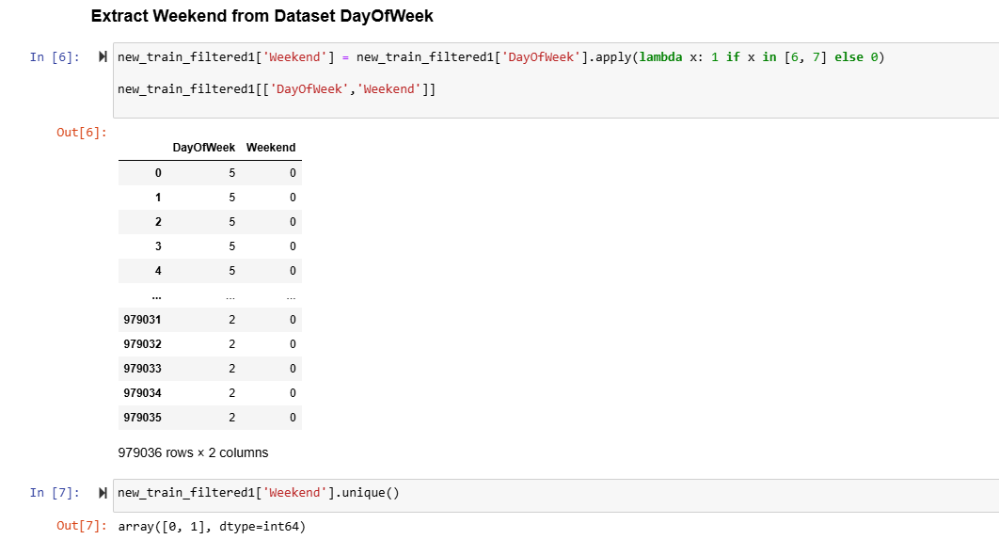 Extract Weekend from Dataset DayOfWeek
In [6]: new_train_filtered1['Weekend'] = new_train_filtered1['DayOfWeek'].apply(lambda x: 1 if x in [6, 7] else 0)
new_train_filtered1[['DayOfWeek','Weekend']]
Out[6]:
DayOfWeek Weekend
0 5 0
1 5 0
2 5 0
3 5 0
4 5 0
... ... ...
979031 2 0
979032 2 0
979033 2 0
979034 2 0
979035 2 0
979036 rows × 2 columns
In [7]: new_train_filtered1['Weekend'].unique()
Out[7]: array([0, 1], dtype=int64)